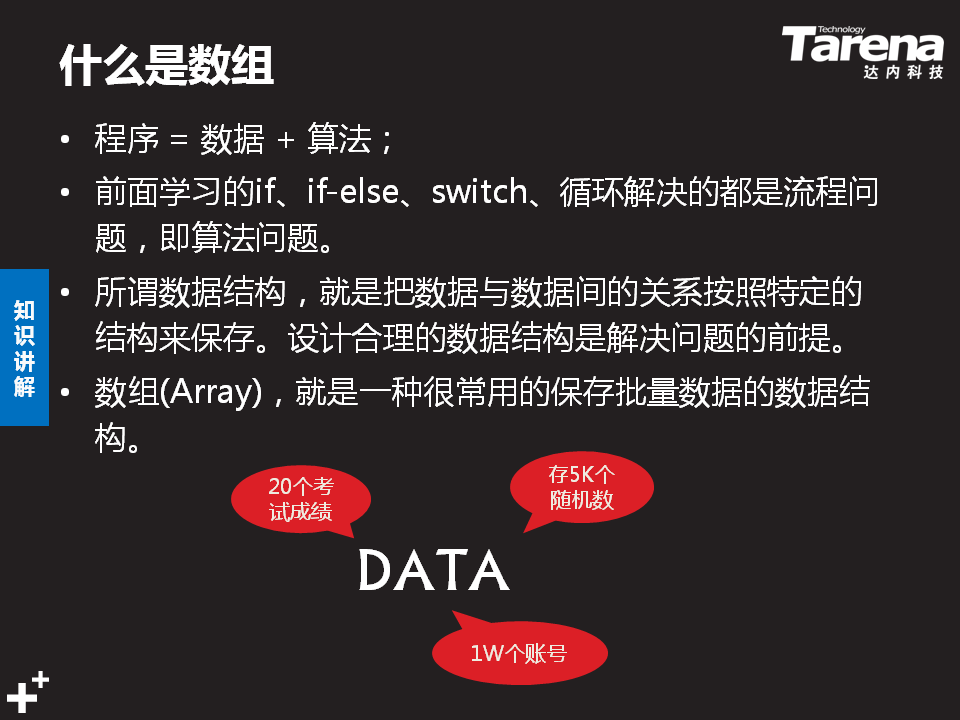 什么是数组
Technology
Tarena
达内科技
• 程序 = 数据 + 算法；
• 前面学习的if、if-else、switch、循环解决的都是流程问
题，即算法问题。
• 所谓数据结构，就是把数据与数据间的关系按照特定的
结构来保存。设计合理的数据结构是解决问题的前提。
• 数组(Array)，就是一种很常用的保存批量数据的数据结
构。
知
识
讲
解
20个考
试成绩
存5K个
随机数
DATA
1W个账号